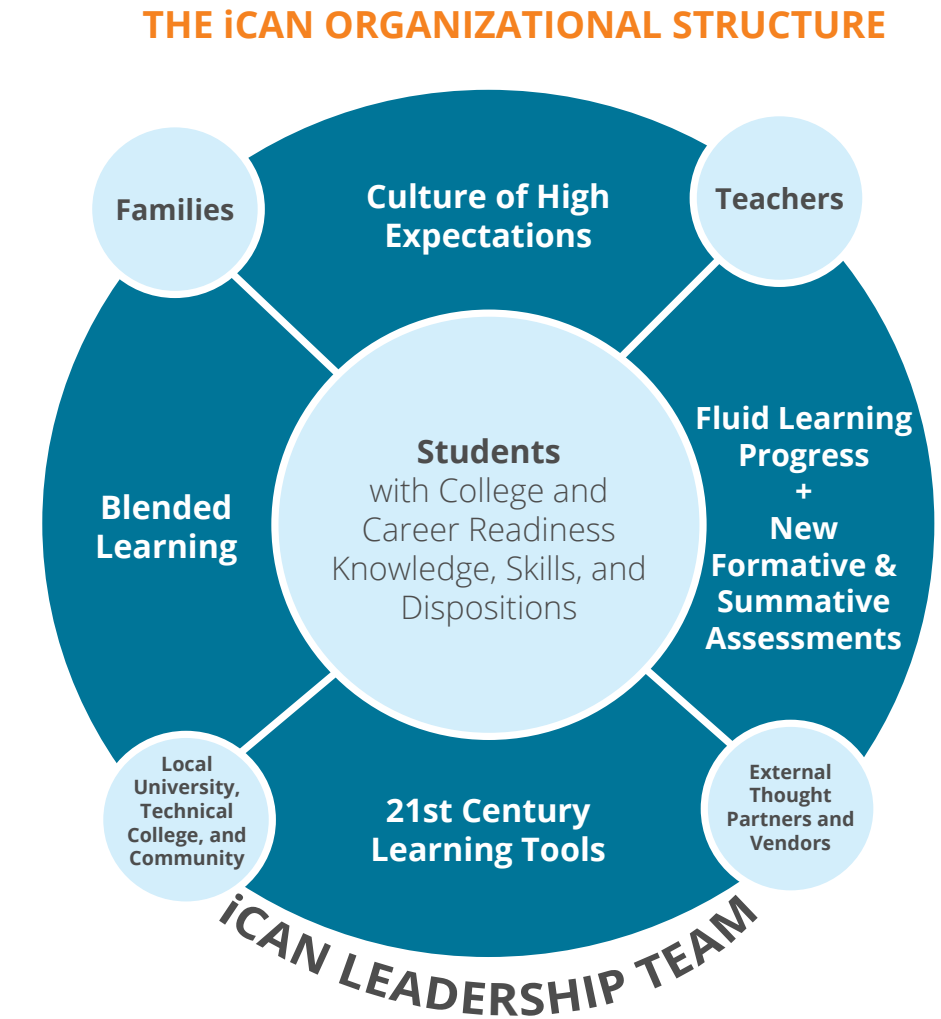 THE iCAN ORGANIZATIONAL STRUCTURE
Families
Culture of High
Expectations
Teachers
Blended
Learning
Students
with College and
Career Readiness
Knowledge, Skills, and
Dispositions
Fluid Learning
Progress
+
New
Formative &
Summative
Assessments
Local
University,
Technical
College, and
Community
21st Century
Learning Tools
External
Thought
Partners and
Vendors
iCAN LEADERSHIP TEAM